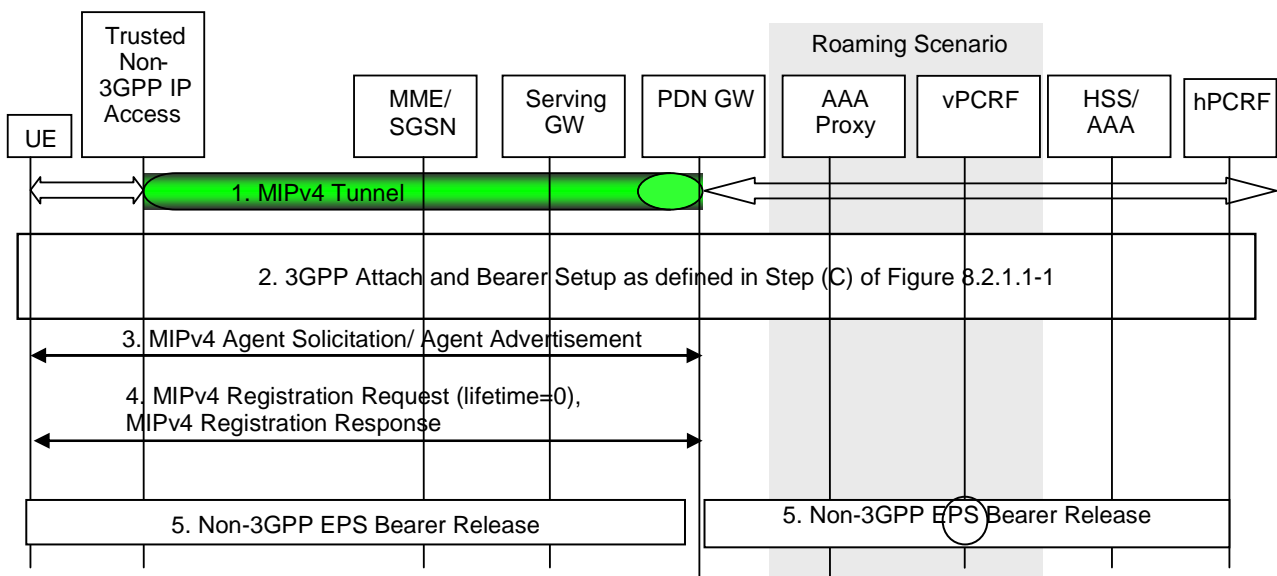 Roaming Scenario
UE
Trusted
Non-
3GPP IP
Access
MME/
SGSN
Serving
GW
PDN GW
AAA
Proxy
vPCRF
HSS/
AAA
hPCRF
1. MIPv4 Tunnel
2. 3GPP Attach and Bearer Setup as defined in Step (C) of Figure 8.2.1.1-1
3. MIPv4 Agent Solicitation/ Agent Advertisement
4. MIPv4 Registration Request (lifetime=0),
MIPv4 Registration Response
5. Non-3GPP EPS Bearer Release
5. Non-3GPP EPS Bearer Release